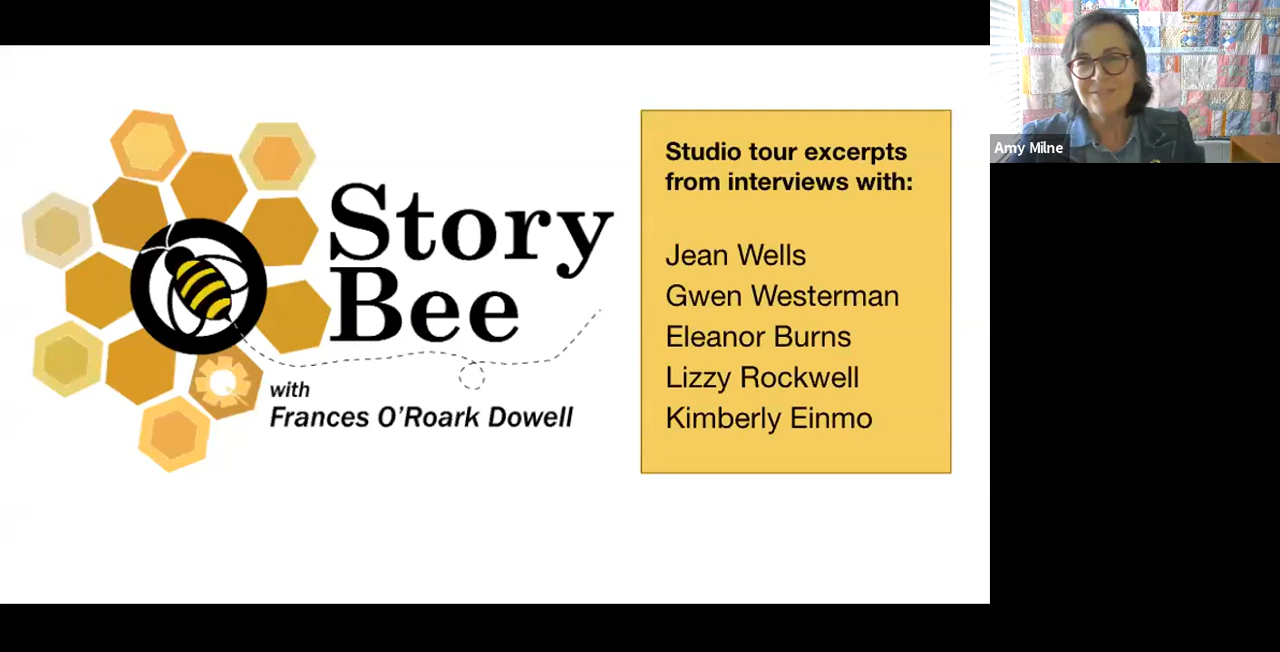 Story
Bee
with
Frances O'Roark Dowell
Studio tour excerpts
from interviews with:
Jean Wells
Gwen Westerman
Eleanor Burns
Lizzy Rockwell
Kimberly Einmo
Amy Milne